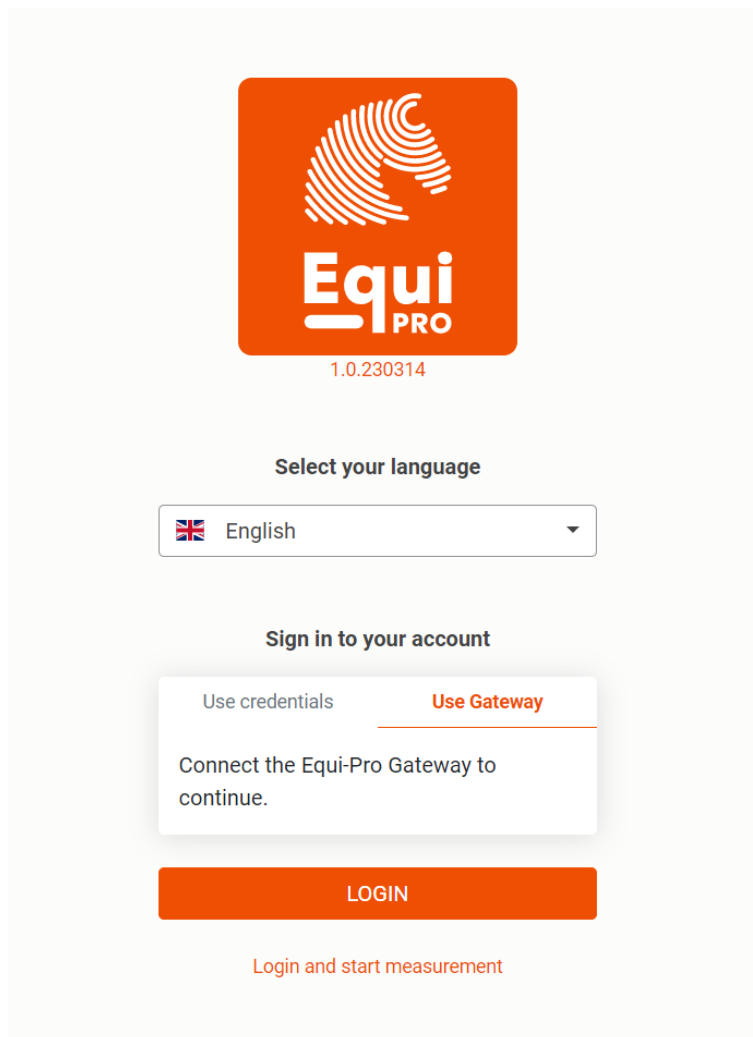 Equi
PRO
1.0.230314
Select your language
English
Sign in to your account
Use credentials Use Gateway
Connect the Equi-Pro Gateway to
continue.
LOGIN
Login and start measurement